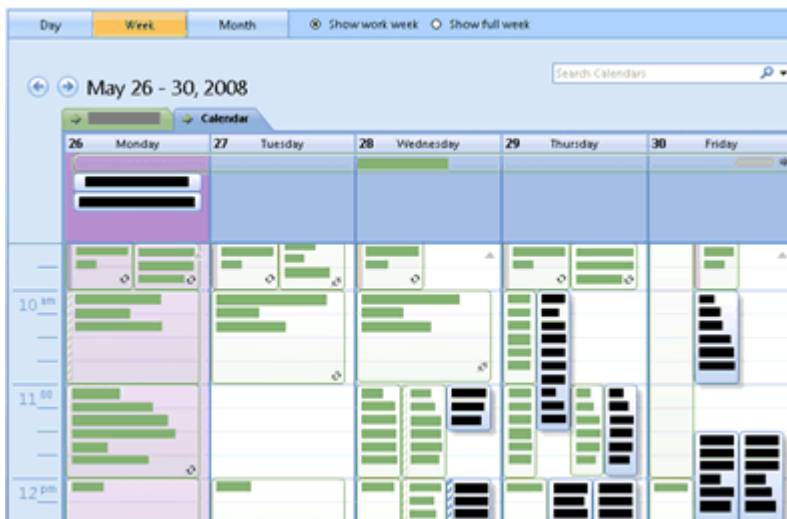 Day Week Month Show work week Show full week
Search Calendars
May 26 - 30, 2008
Calendar
26 Monday 27 Tuesday 28 Wednesday 29 Thursday 30 Friday
10 am
11 00
12 pm